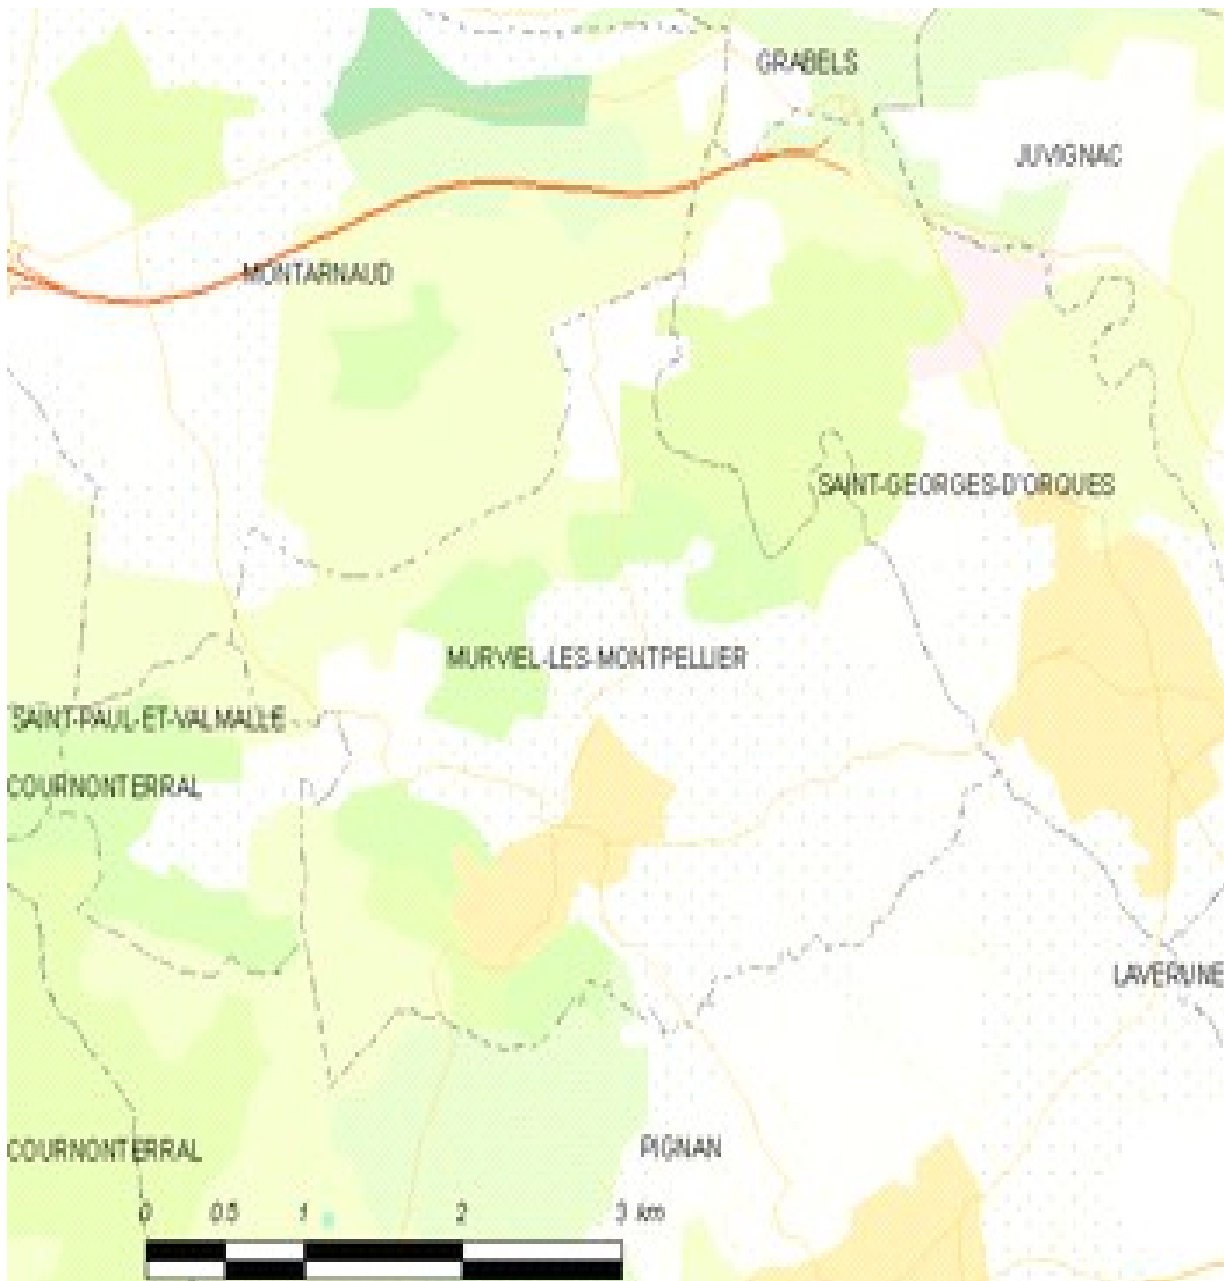 GRABELS
JUVIGNAC
MONTARNAUD
SAINT-GEORGES-D'ORQUES
MURVIEL-LES-MONTPELLIER
SAINT-PAUL-ET-VALMALLE
COURNONTERRAL
LAVERUNE
COURNONTERRAL
PIGNAN
0 0.5 1 2 3 km